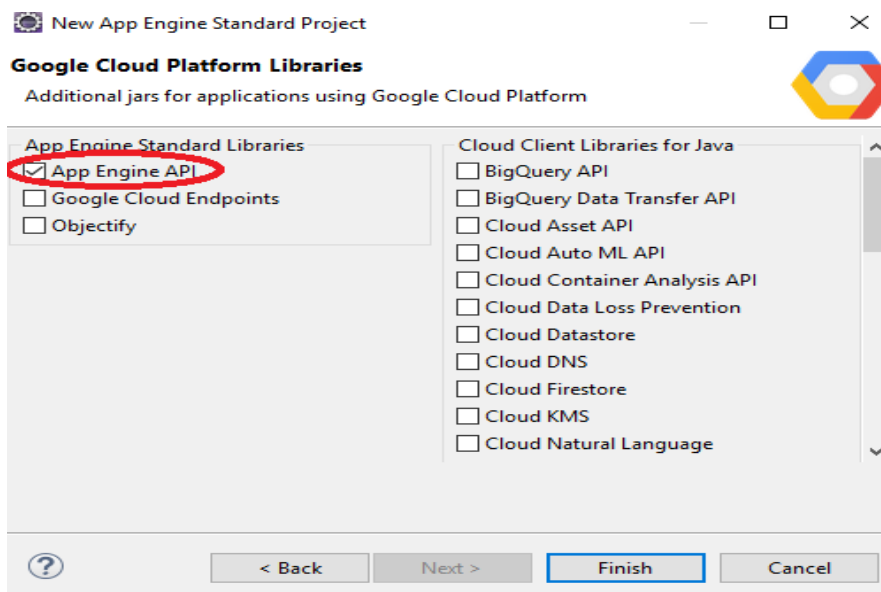 New App Engine Standard Project
Google Cloud Platform Libraries
Additional jars for applications using Google Cloud Platform
App Engine Standard Libraries
App Engine API
Google Cloud Endpoints
Objectify
Cloud Client Libraries for Java
BigQuery API
BigQuery Data Transfer API
Cloud Asset API
Cloud Auto ML API
Cloud Container Analysis API
Cloud Data Loss Prevention
Cloud Datastore
Cloud DNS
Cloud Firestore
Cloud KMS
Cloud Natural Language
?
< Back
Next >
Finish
Cancel